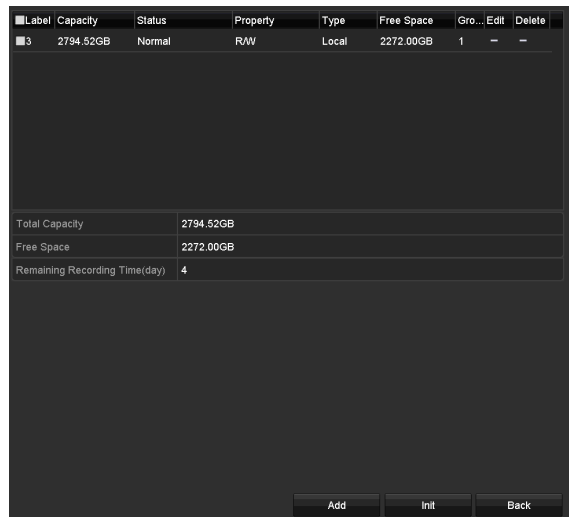 Label Capacity Status Property Type Free Space Gro... Edit Delete
3 2794.52GB Normal R/W Local 2272.00GB 1 — —
Total Capacity 2794.52GB
Free Space 2272.00GB
Remaining Recording Time(day) 4
Add Init Back